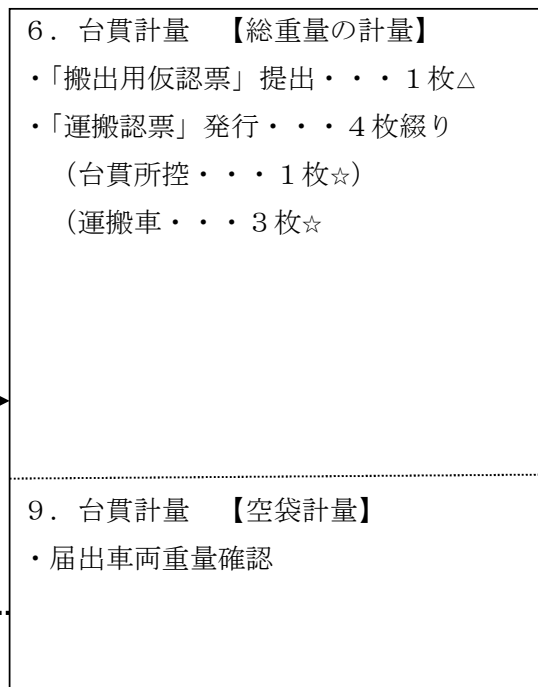 ６．台貫計量　【総重量の計量】
・「搬出用仮認票」提出・・・１枚△
・「運搬認票」発行・・・４枚綴り
（台貫所控・・・１枚☆）
（運搬車・・・３枚☆
９．台貫計量　【空袋計量】
・届出車両重量確認